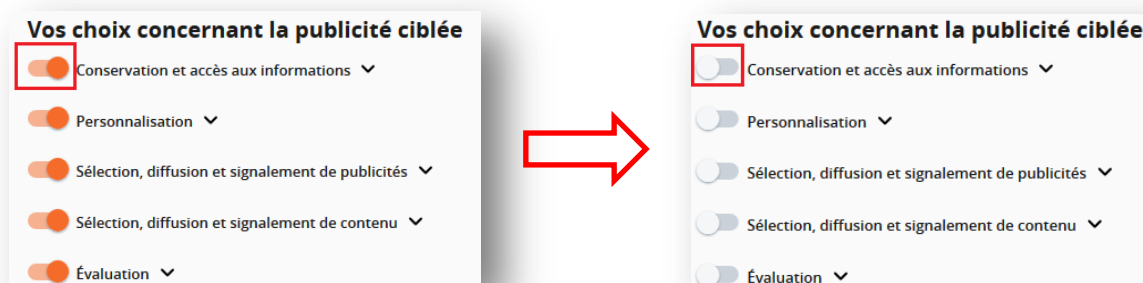 Vos choix concernant la publicité ciblée
Conservation et accès aux informations
Personnalisation
Sélection, diffusion et signalement de publicités
Sélection, diffusion et signalement de contenu
Évaluation
Vos choix concernant la publicité ciblée
Conservation et accès aux informations
Personnalisation
Sélection, diffusion et signalement de publicités
Sélection, diffusion et signalement de contenu
Évaluation